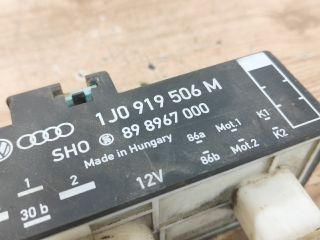 1J0 919 506 M
SHO 89 8967 000
Made in Hungary
86a Mot.1 K1
86b Mot.2 K2
1 2 12V
30 b